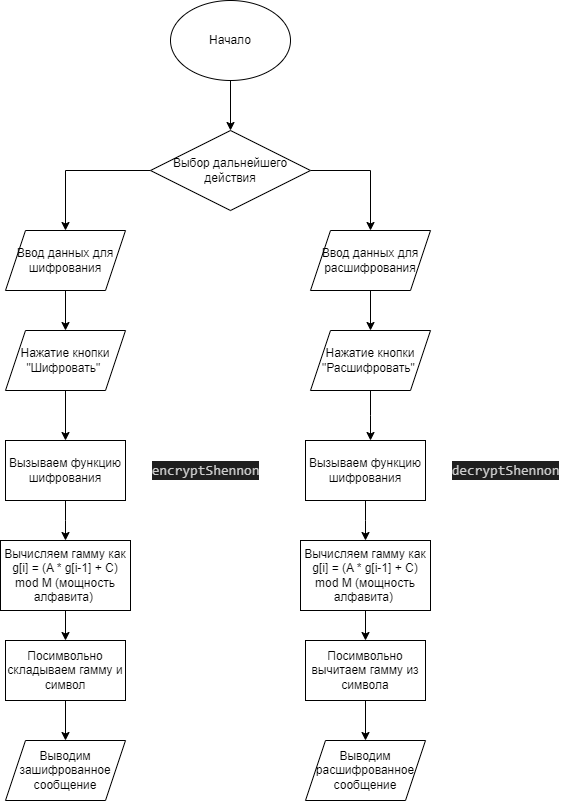 Начало
Выбор дальнейшего
действия
Ввод данных для
шифрования
Ввод данных для
расшифрования
Нажатие кнопки
"Шифровать"
Нажатие кнопки
"Расшифровать"
Вызываем функцию
шифрования
encryptShennon
Вызываем функцию
шифрования
decryptShennon
Вычисляем гамму как
g[i] = (A * g[i-1] + C)
mod M (мощность
алфавита)
Вычисляем гамму как
g[i] = (A * g[i-1] + C)
mod M (мощность
алфавита)
Посимвольно
складываем гамму и
символ
Посимвольно
вычитаем гамму из
символа
Выводим
зашифрованное
сообщение
Выводим
расшифрованное
сообщение